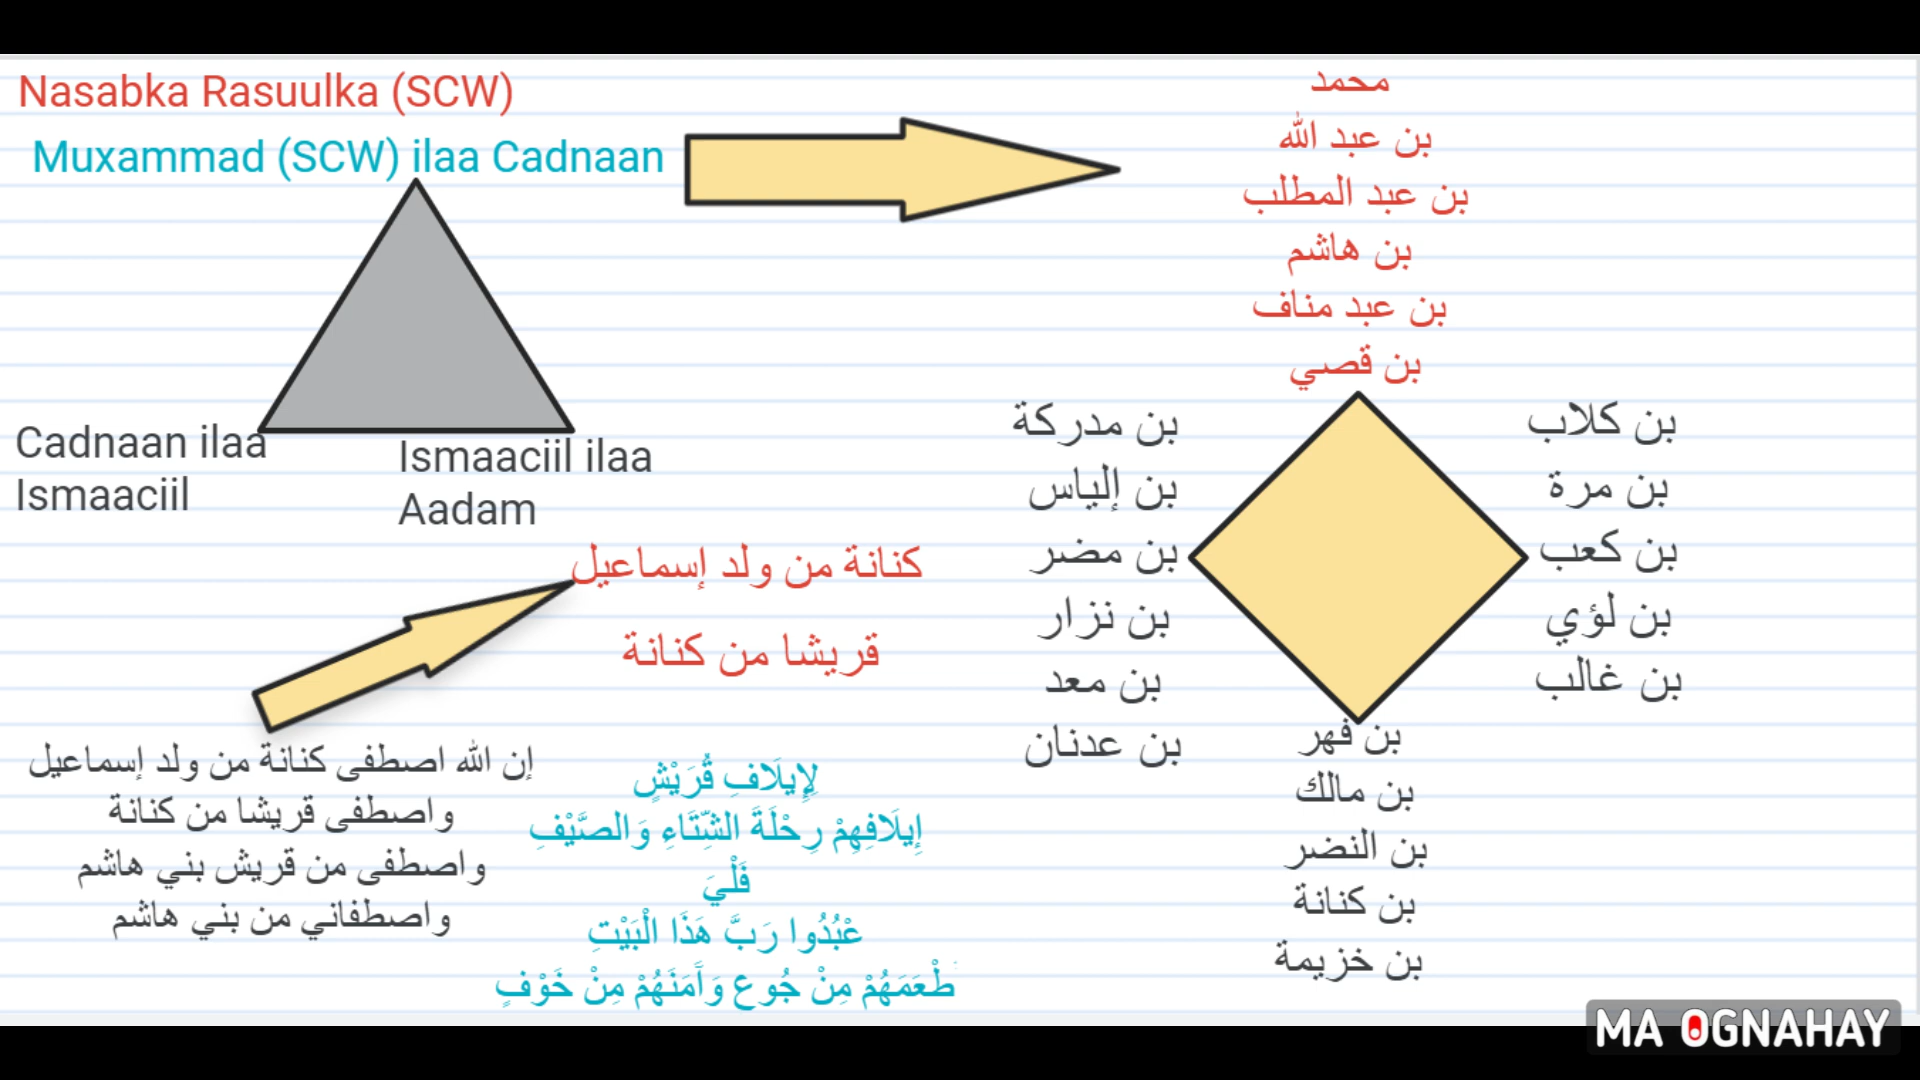 Nasabka Rasuulka (SCW)
Muxammad (SCW) ilaa Cadnaan
Cadnaan ilaa
Ismaaciil
Ismaaciil ilaa
Aadam
محمد
بن عبد الله
بن عبد المطلب
بن هاشم
بن عبد مناف
بن قصي
بن كلاب
بن مرة
بن كعب
بن لؤي
بن غالب
بن فهر
بن مالك
بن النضر
بن كنانة
بن خزيمة
بن مدركة
بن إلياس
بن مضر
بن نزار
بن معد
بن عدنان
كنانة من ولد إسماعيل
قريشا من كنانة
إن الله اصطفى كنانة من ولد إسماعيل
واصطفى قريشا من كنانة
واصطفى من قريش بني هاشم
واصطفاني من بني هاشم
لِإِيلَافِ قُرَيْشٍ
إِيلَافِهِمْ رِحْلَةَ الشِّتَاءِ وَالصَّيْفِ
فَلْيَ
عْبُدُوا رَبَّ هَذَا الْبَيْتِ
طْعَمَهُمْ مِنْ جُوعٍ وَآَمَنَهُمْ مِنْ خَوْفٍ
MA OGNAHAY